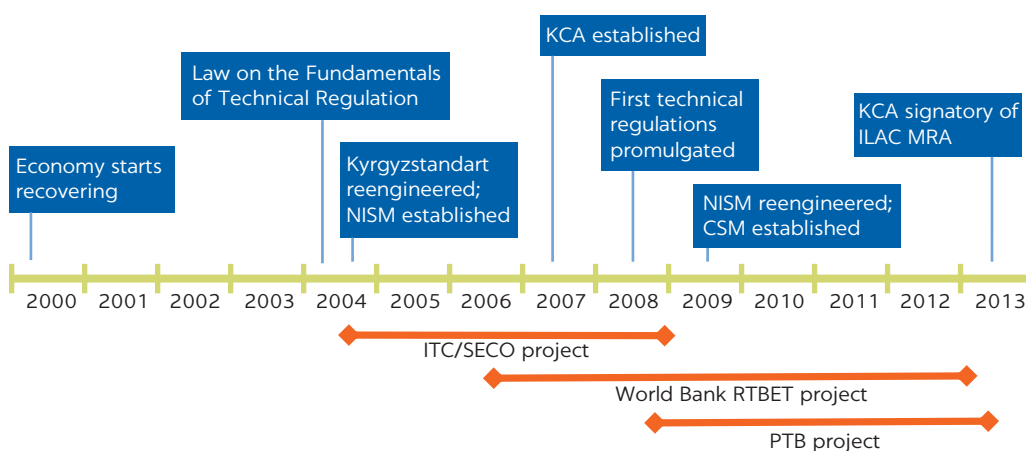 KCA established
Law on the Fundamentals
of Technical Regulation
First technical
regulations
promulgated
KCA signatory of
ILAC MRA
Economy starts
recovering
Kyrgyzstandart
reengineered;
NISM established
NISM reengineered;
CSM established
2000 2001 2002 2003 2004 2005 2006 2007 2008 2009 2010 2011 2012 2013
ITC/SECO project
World Bank RTBET project
PTB project